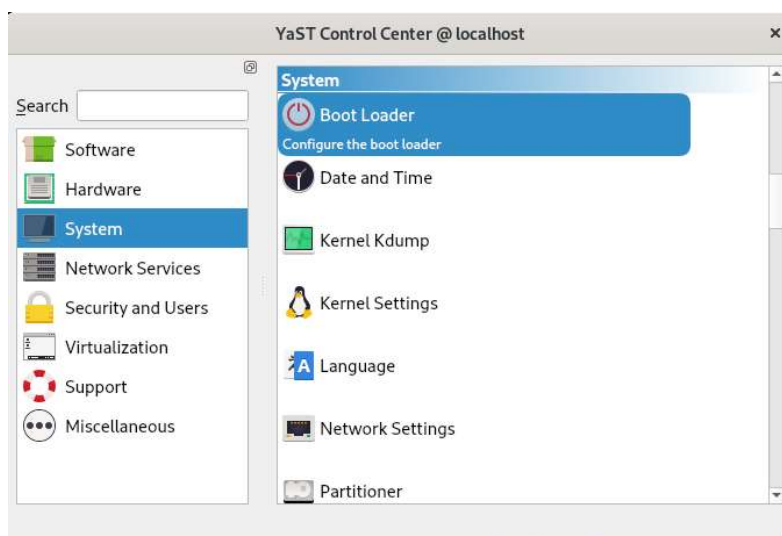 YaST Control Center @ localhost
Search
Software
Hardware
System
Network Services
Security and Users
Virtualization
Support
Miscellaneous
System
Boot Loader
Configure the boot loader
Date and Time
Kernel Kdump
Kernel Settings
Language
Network Settings
Partitioner